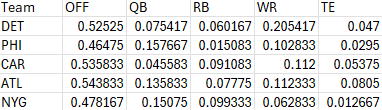 Team OFF QB RB WR TE
DET 0.52525 0.075417 0.060167 0.205417 0.047
PHI 0.46475 0.157667 0.015083 0.102833 0.0295
CAR 0.535833 0.045583 0.091083 0.112 0.05375
ATL 0.543833 0.135833 0.07775 0.112333 0.0805
NYG 0.478167 0.15075 0.099333 0.062833 0.012667